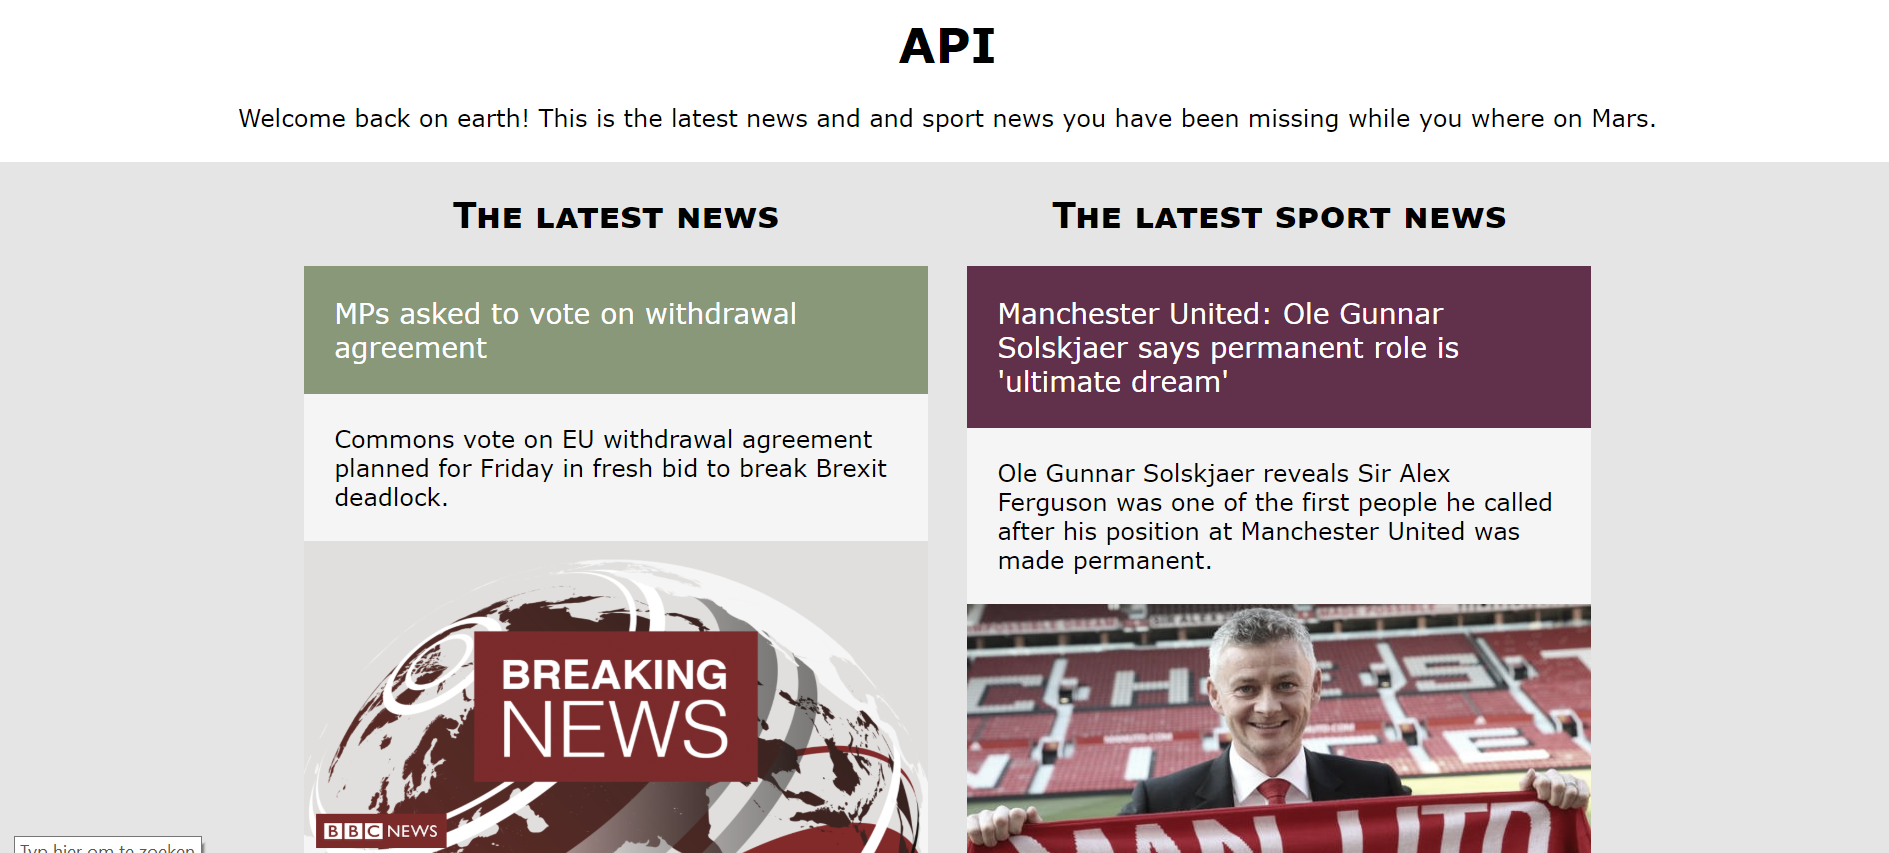 API
Welcome back on earth! This is the latest news and and sport news you have been missing while you where on Mars.
THE LATEST NEWS
MPs asked to vote on withdrawal
agreement
Commons vote on EU withdrawal agreement
planned for Friday in fresh bid to break Brexit
deadlock.
BREAKING
NEWS
BBC NEWS
THE LATEST SPORT NEWS
Manchester United: Ole Gunnar
Solskjaer says permanent role is
'ultimate dream'
Ole Gunnar Solskjaer reveals Sir Alex
Ferguson was one of the first people he called
after his position at Manchester United was
made permanent.
CHEST
MAN UTD
Typ hier om te zoeken